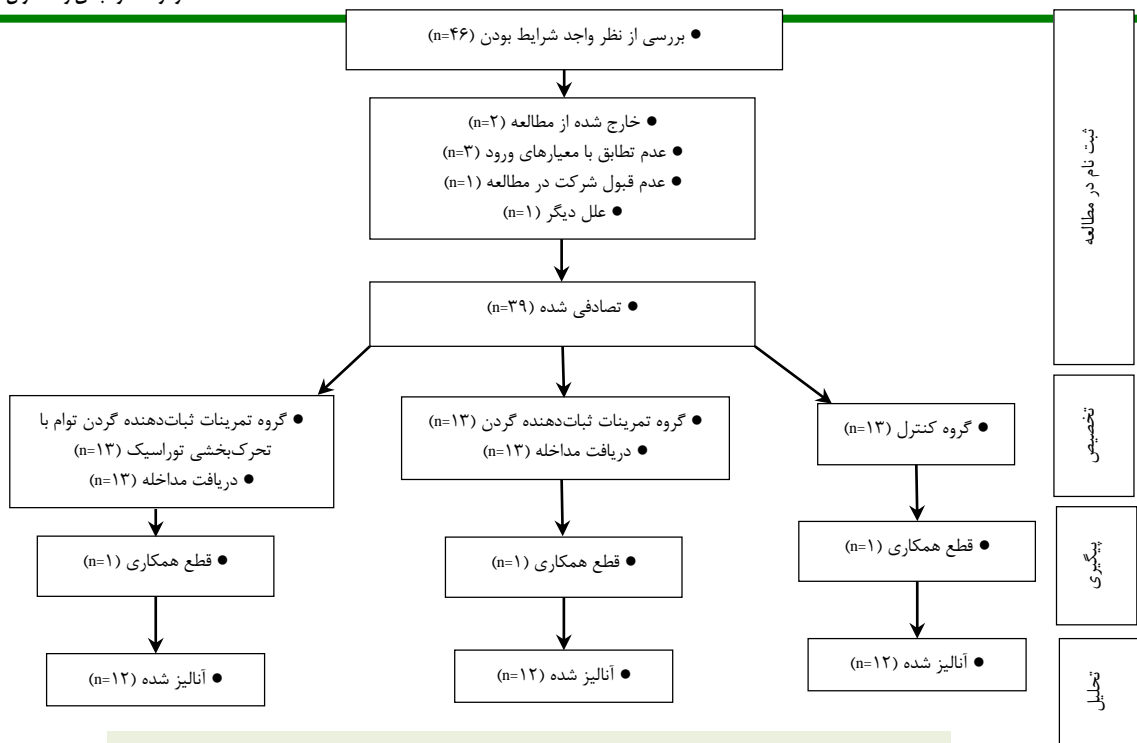 ● بررسی از نظر واجد شرایط بودن (n=۴۶)
● خارج شده از مطالعه (n=۲)
● عدم تطابق با معیارهای ورود (n=۳)
● عدم قبول شرکت در مطالعه (n=۱)
● علل دیگر (n=۱)
● تصادفی شده (n=۳۹)
ثبت نام در مطالعه
● گروه کنترل (n=۱۳)
● گروه تمرینات ثبات‌دهنده گردن (n=۱۳)
● دریافت مداخله (n=۱۳)
● گروه تمرینات ثبات‌دهنده گردن توام با
تحرک‌بخشی توراسیک (n=۱۳)
● دریافت مداخله (n=۱۳)
تخصیص
● قطع همکاری (n=۱)
● قطع همکاری (n=۱)
● قطع همکاری (n=۱)
پیگیری
● آنالیز شده (n=۱۲)
● آنالیز شده (n=۱۲)
● آنالیز شده (n=۱۲)
تحلیل